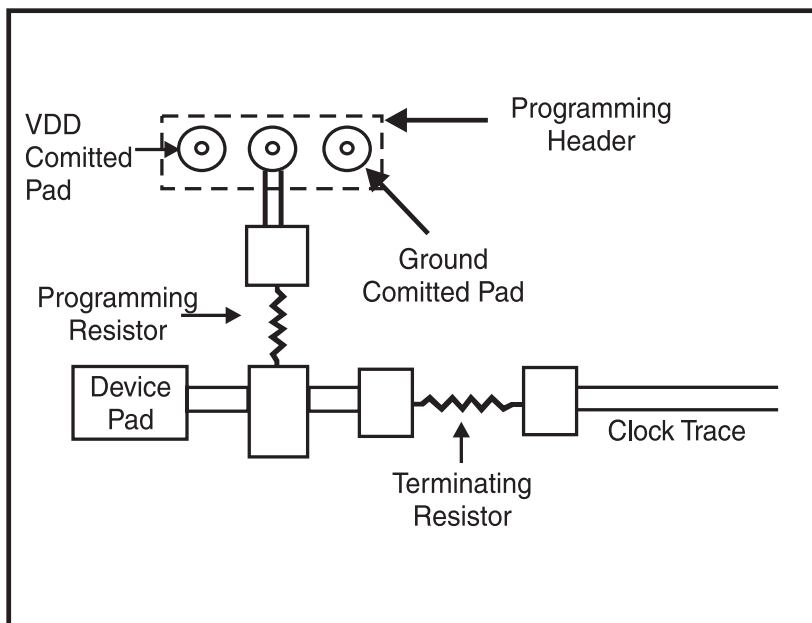 VDD
Comitted
Pad
Programming
Header
Ground
Comitted Pad
Programming
Resistor
Device
Pad
Clock Trace
Terminating
Resistor